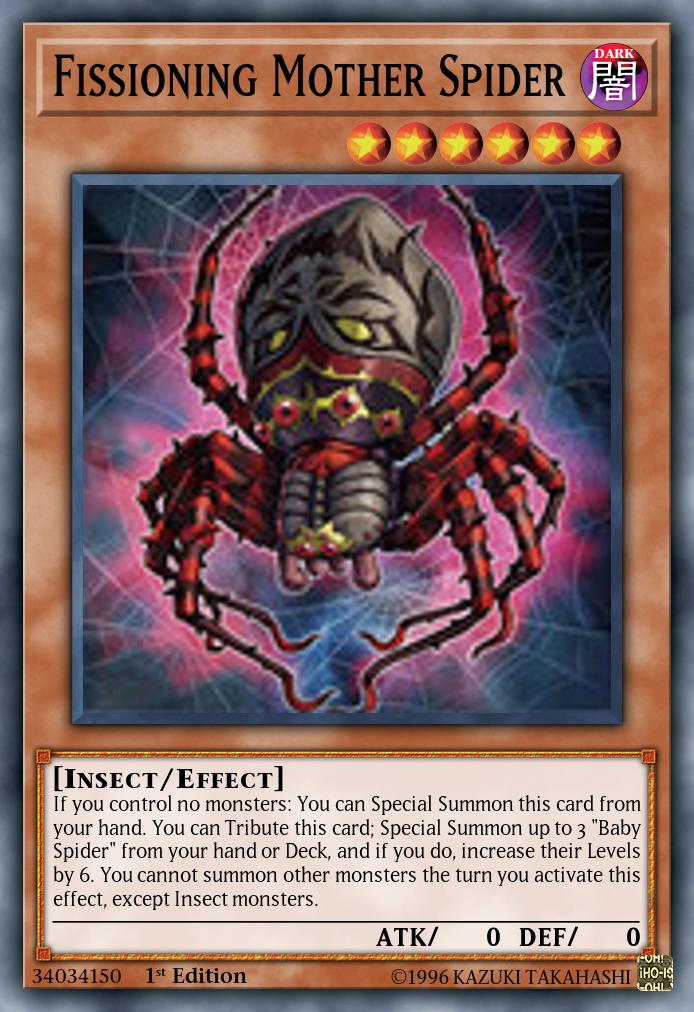 Fissioning Mother Spider
DARK
闇
[Insect/Effect]
If you control no monsters: You can Special Summon this card from
your hand. You can Tribute this card; Special Summon up to 3 "Baby
Spider" from your hand or Deck, and if you do, increase their Levels
by 6. You cannot summon other monsters the turn you activate this
effect, except Insect monsters.
ATK/ 0 DEF/ 0
34034150 1st Edition ©1996 KAZUKI TAKAHASHI